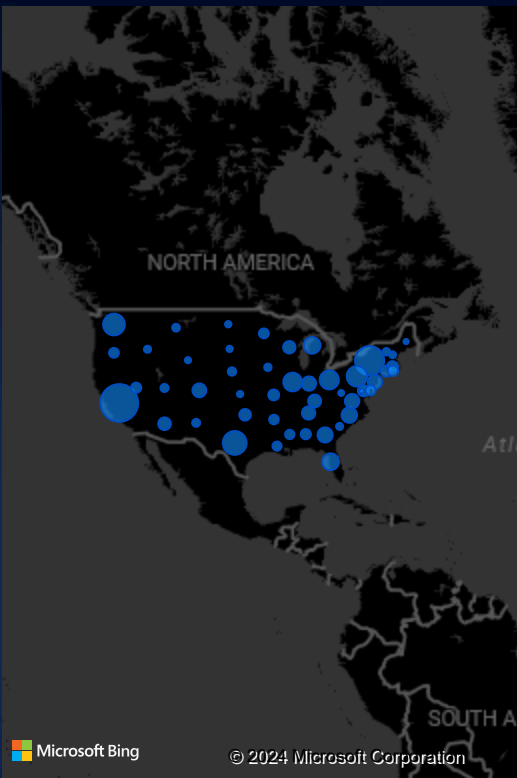 NORTH AMERICA
Atl
SOUTH A
Microsoft Bing
© 2024 Microsoft Corporation